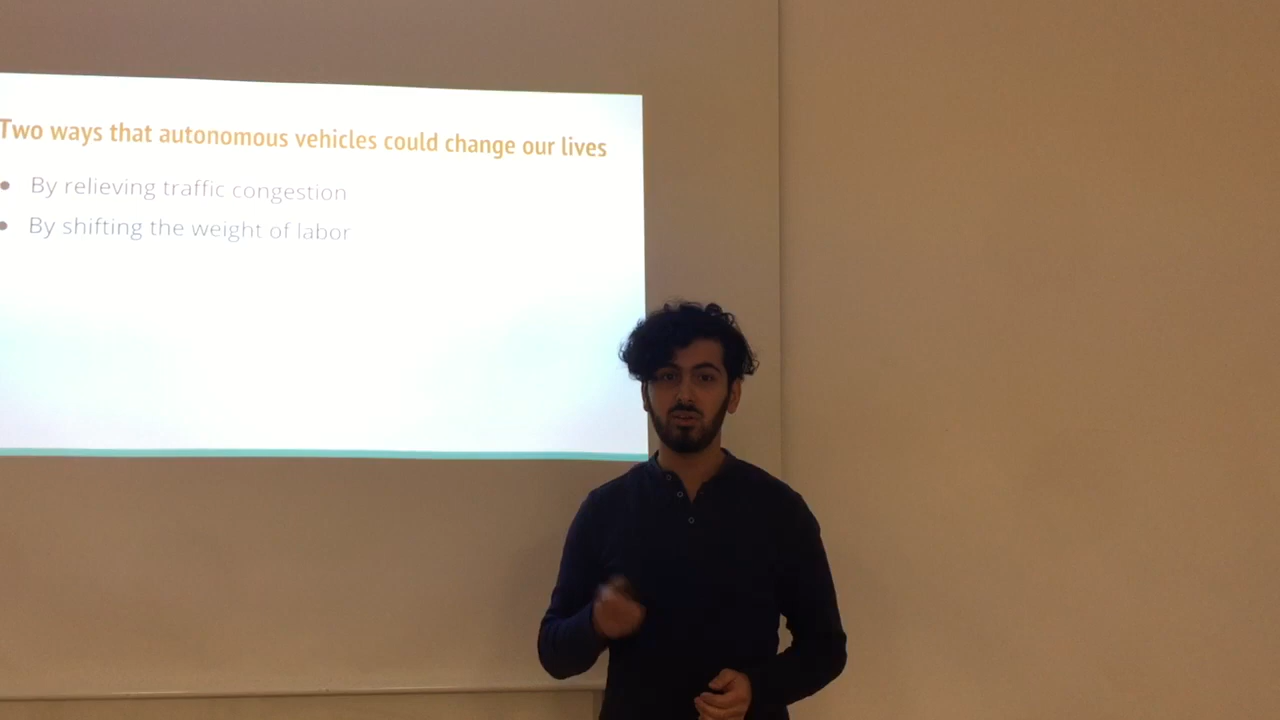 Two ways that autonomous vehicles could change our lives
• By relieving traffic congestion
• By shifting the weight of labor